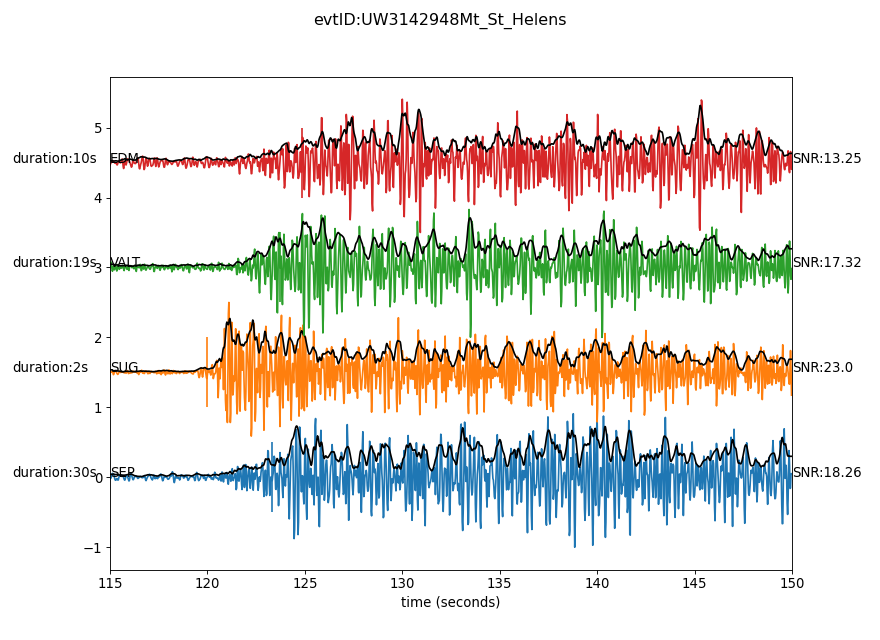 evtID:UW3142948Mt_St_Helens
5
duration:10s EDM SNR:13.25
4
duration:19s VALT SNR:17.32
3
2
duration:2s SUG SNR:23.0
1
duration:30s SEP SNR:18.26
0
−1
115 120 125 130 135 140 145 150
time (seconds)